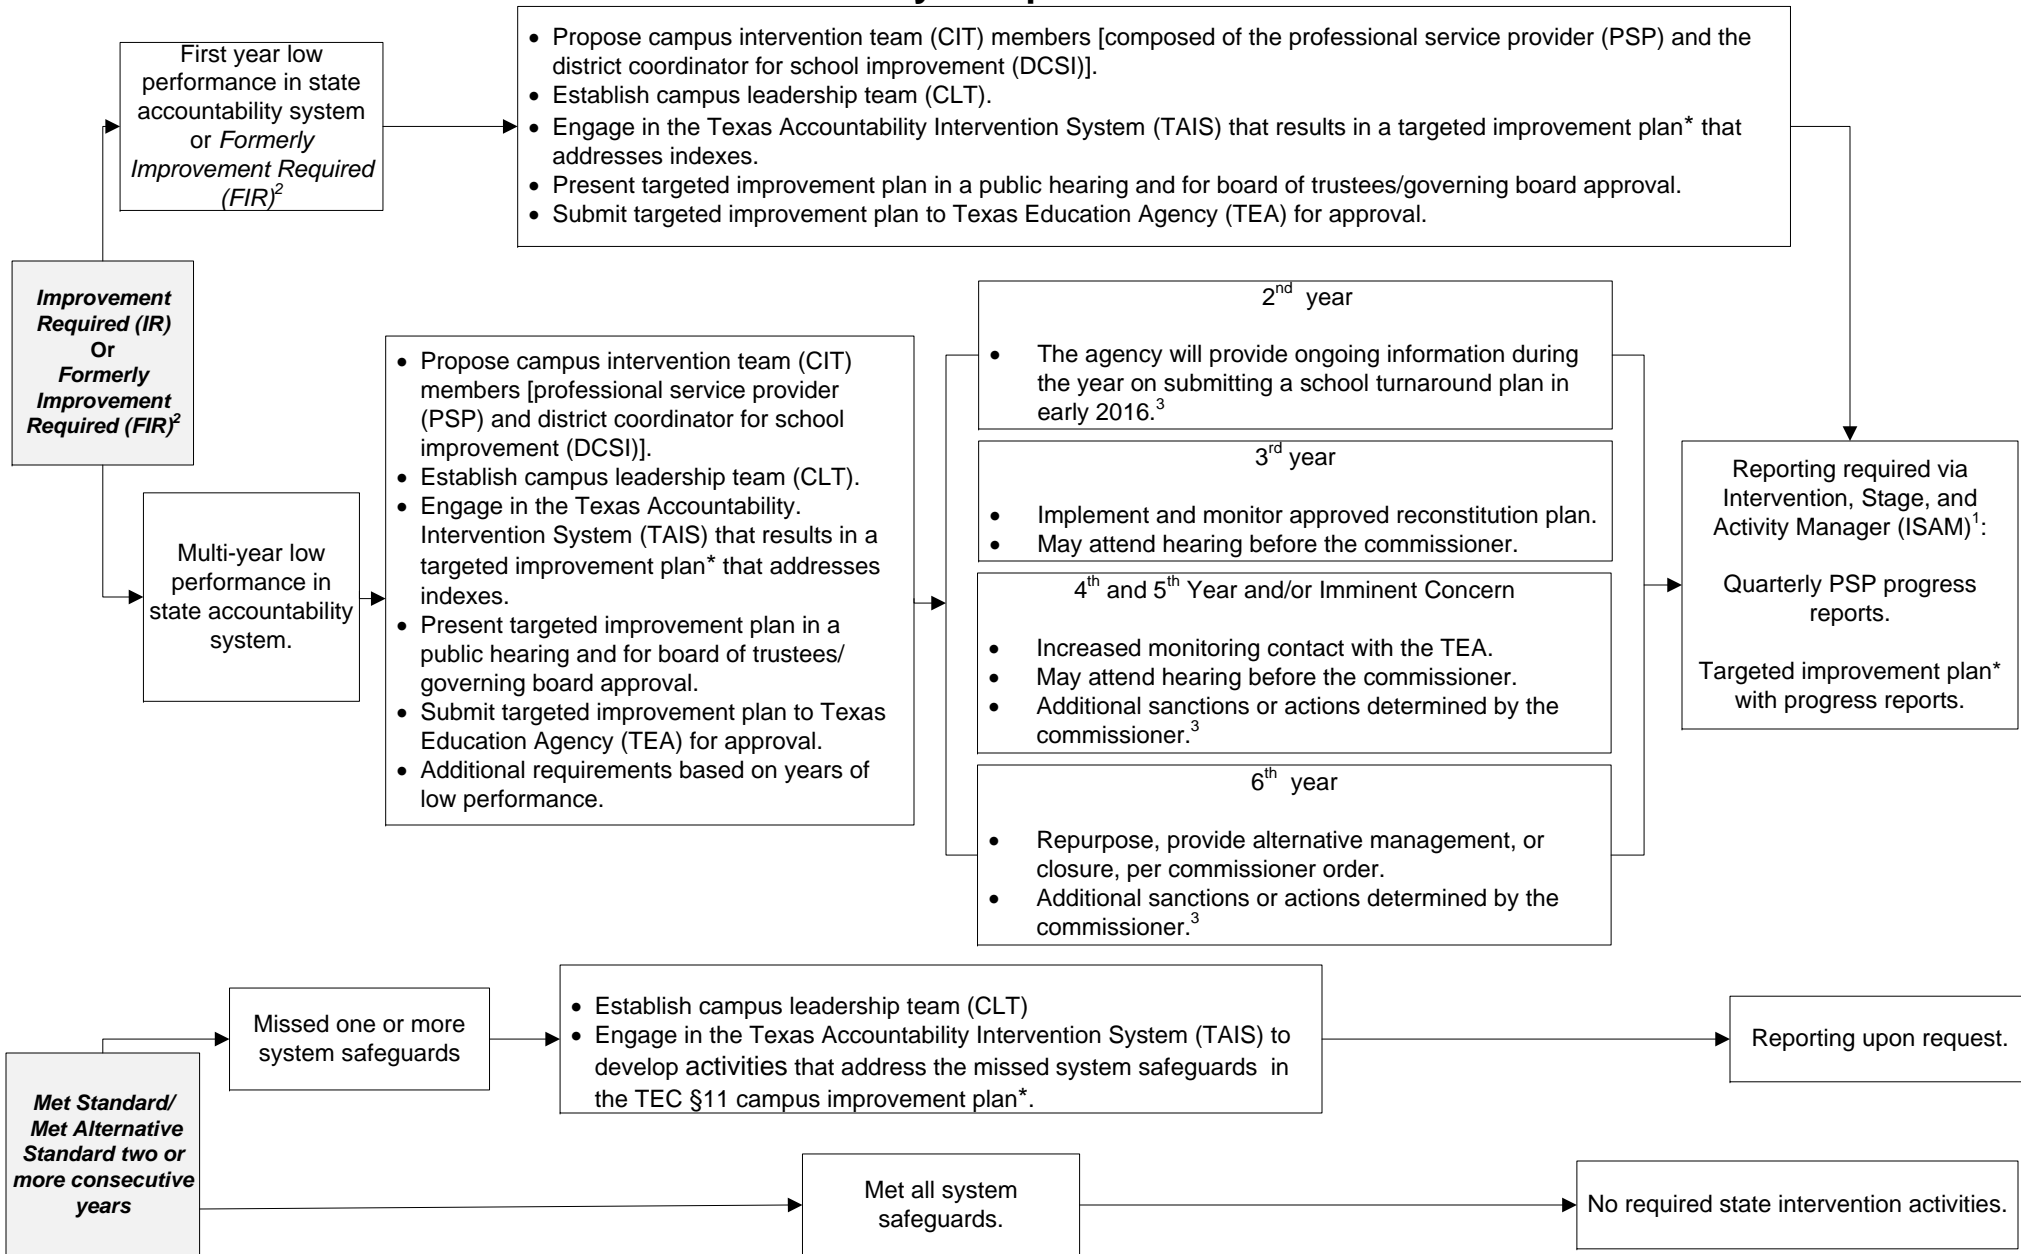 First year low
performance in state
accountability system
or Formerly
Improvement Required
(FIR)2
• Propose campus intervention team (CIT) members [composed of the professional service provider (PSP) and the
district coordinator for school improvement (DCSI)].
• Establish campus leadership team (CLT).
• Engage in the Texas Accountability Intervention System (TAIS) that results in a targeted improvement plan* that
addresses indexes.
• Present targeted improvement plan in a public hearing and for board of trustees/governing board approval.
• Submit targeted improvement plan to Texas Education Agency (TEA) for approval.
Improvement
Required (IR)
Or
Formerly
Improvement
Required (FIR)2
Multi-year low
performance in
state accountability
system.
• Propose campus intervention team (CIT)
members [professional service provider
(PSP) and district coordinator for school
improvement (DCSI)].
• Establish campus leadership team (CLT).
• Engage in the Texas Accountability.
Intervention System (TAIS) that results in a
targeted improvement plan* that addresses
indexes.
• Present targeted improvement plan in a
public hearing and for board of trustees/
governing board approval.
• Submit targeted improvement plan to Texas
Education Agency (TEA) for approval.
• Additional requirements based on years of
low performance.
2nd year
• The agency will provide ongoing information during
the year on submitting a school turnaround plan in
early 2016.3
3rd year
• Implement and monitor approved reconstitution plan.
• May attend hearing before the commissioner.
4th and 5th Year and/or Imminent Concern
• Increased monitoring contact with the TEA.
• May attend hearing before the commissioner.
• Additional sanctions or actions determined by the
commissioner.3
6th year
• Repurpose, provide alternative management, or
closure, per commissioner order.
• Additional sanctions or actions determined by the
commissioner.3
Reporting required via
Intervention, Stage, and
Activity Manager (ISAM)1:
Quarterly PSP progress
reports.
Targeted improvement plan*
with progress reports.
Met Standard/
Met Alternative
Standard two or
more consecutive
years
Missed one or more
system safeguards
• Establish campus leadership team (CLT)
• Engage in the Texas Accountability Intervention System (TAIS) to
develop activities that address the missed system safeguards in
the TEC §11 campus improvement plan*.
Reporting upon request.
Met all system
safeguards.
No required state intervention activities.